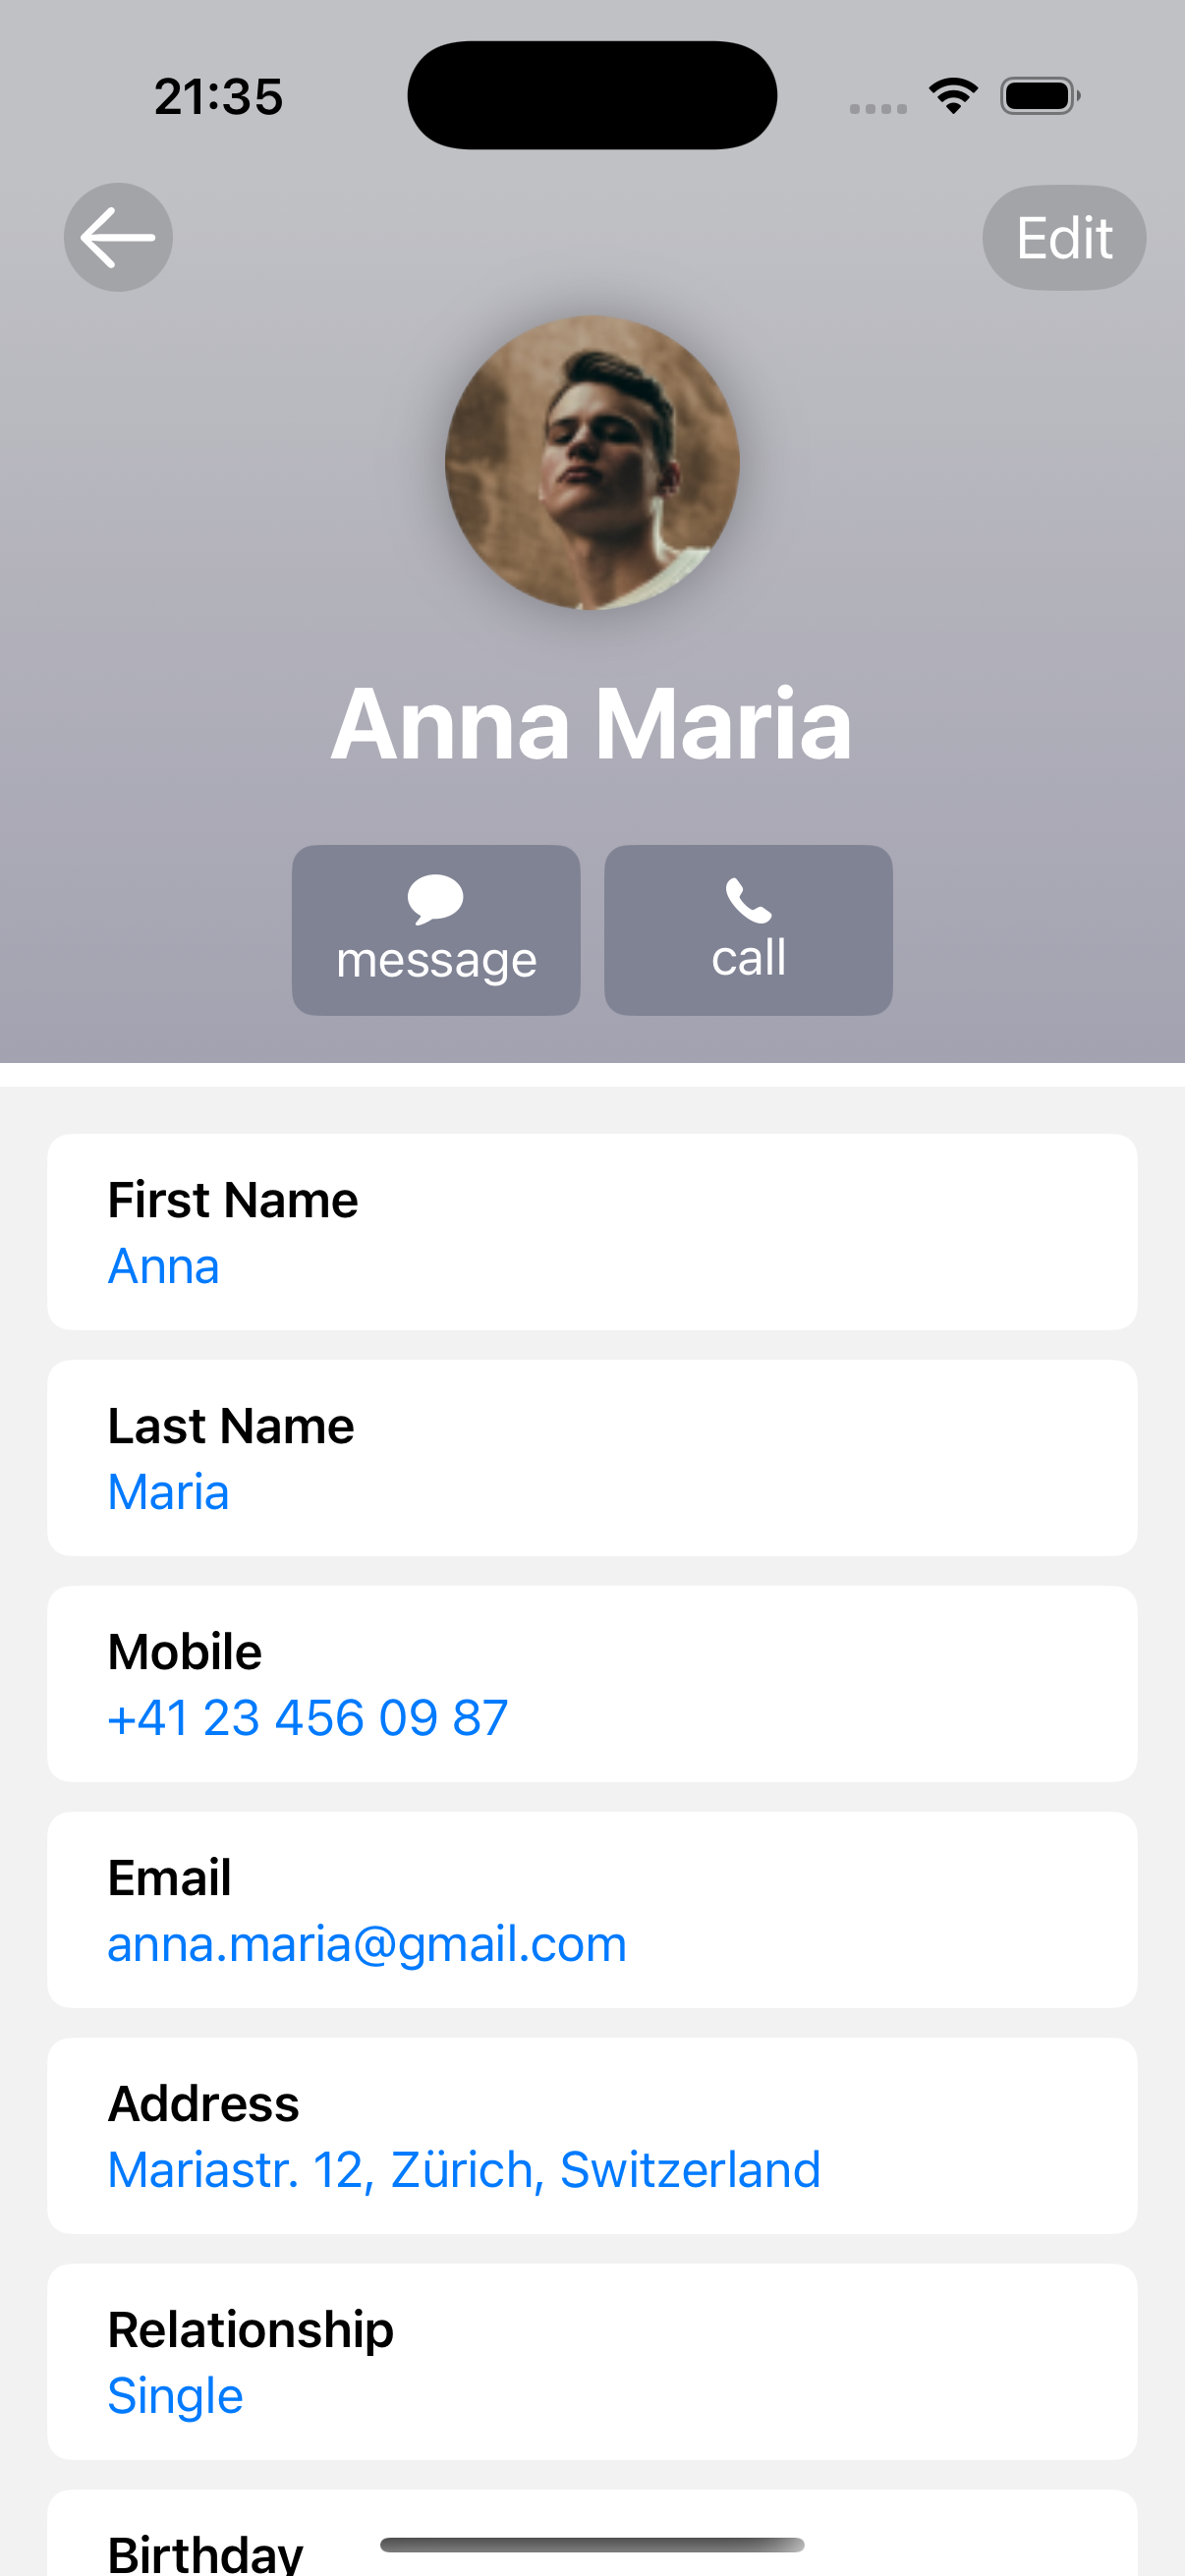 21:35
Edit
Anna Maria
message
call
First Name
Anna
Last Name
Maria
Mobile
+41 23 456 09 87
Email
anna.maria@gmail.com
Address
Mariastr. 12, Zürich, Switzerland
Relationship
Single
Birthday